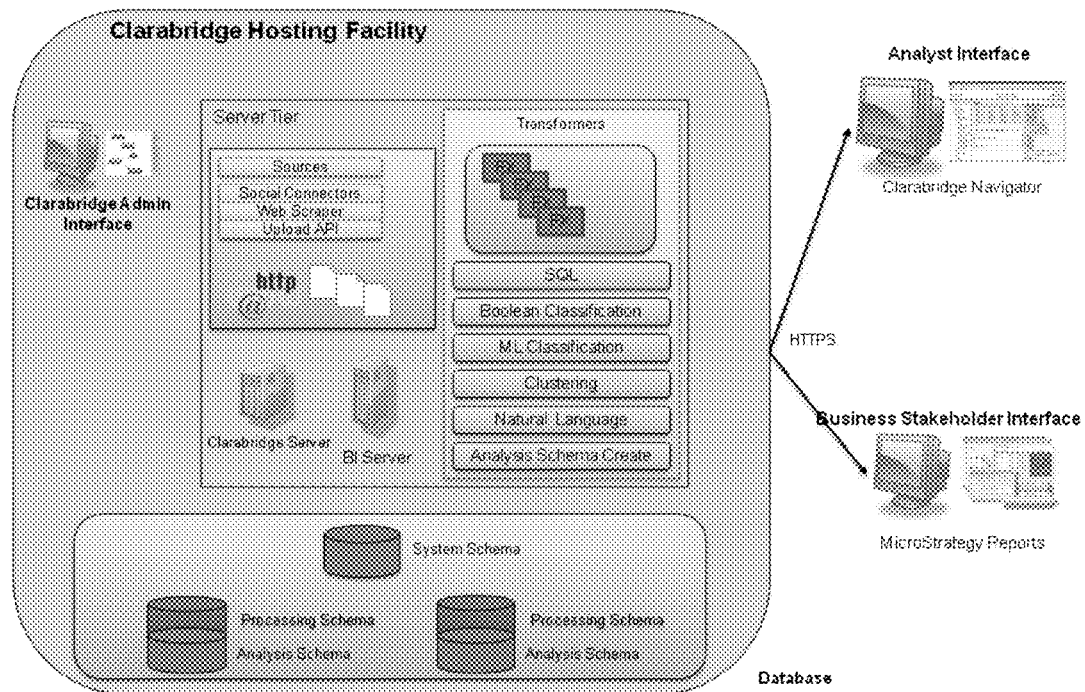 Clarabridge Hosting Facility
Analyst Interface
Clarabridge Navigator
Clarabridge Admin
Interface
Server Tier
Sources
Social Connectors
Web Scraper
Upload API
http
@
Clarabridge Server
BI Server
Transformers
SQL
Boolean Classification
ML Classification
Clustering
Natural Language
Analysis Schema Create
HTTPS
Business Stakeholder Interface
MicroStrategy Reports
System Schema
Processing Schema
Analysis Schema
Processing Schema
Analysis Schema
Database